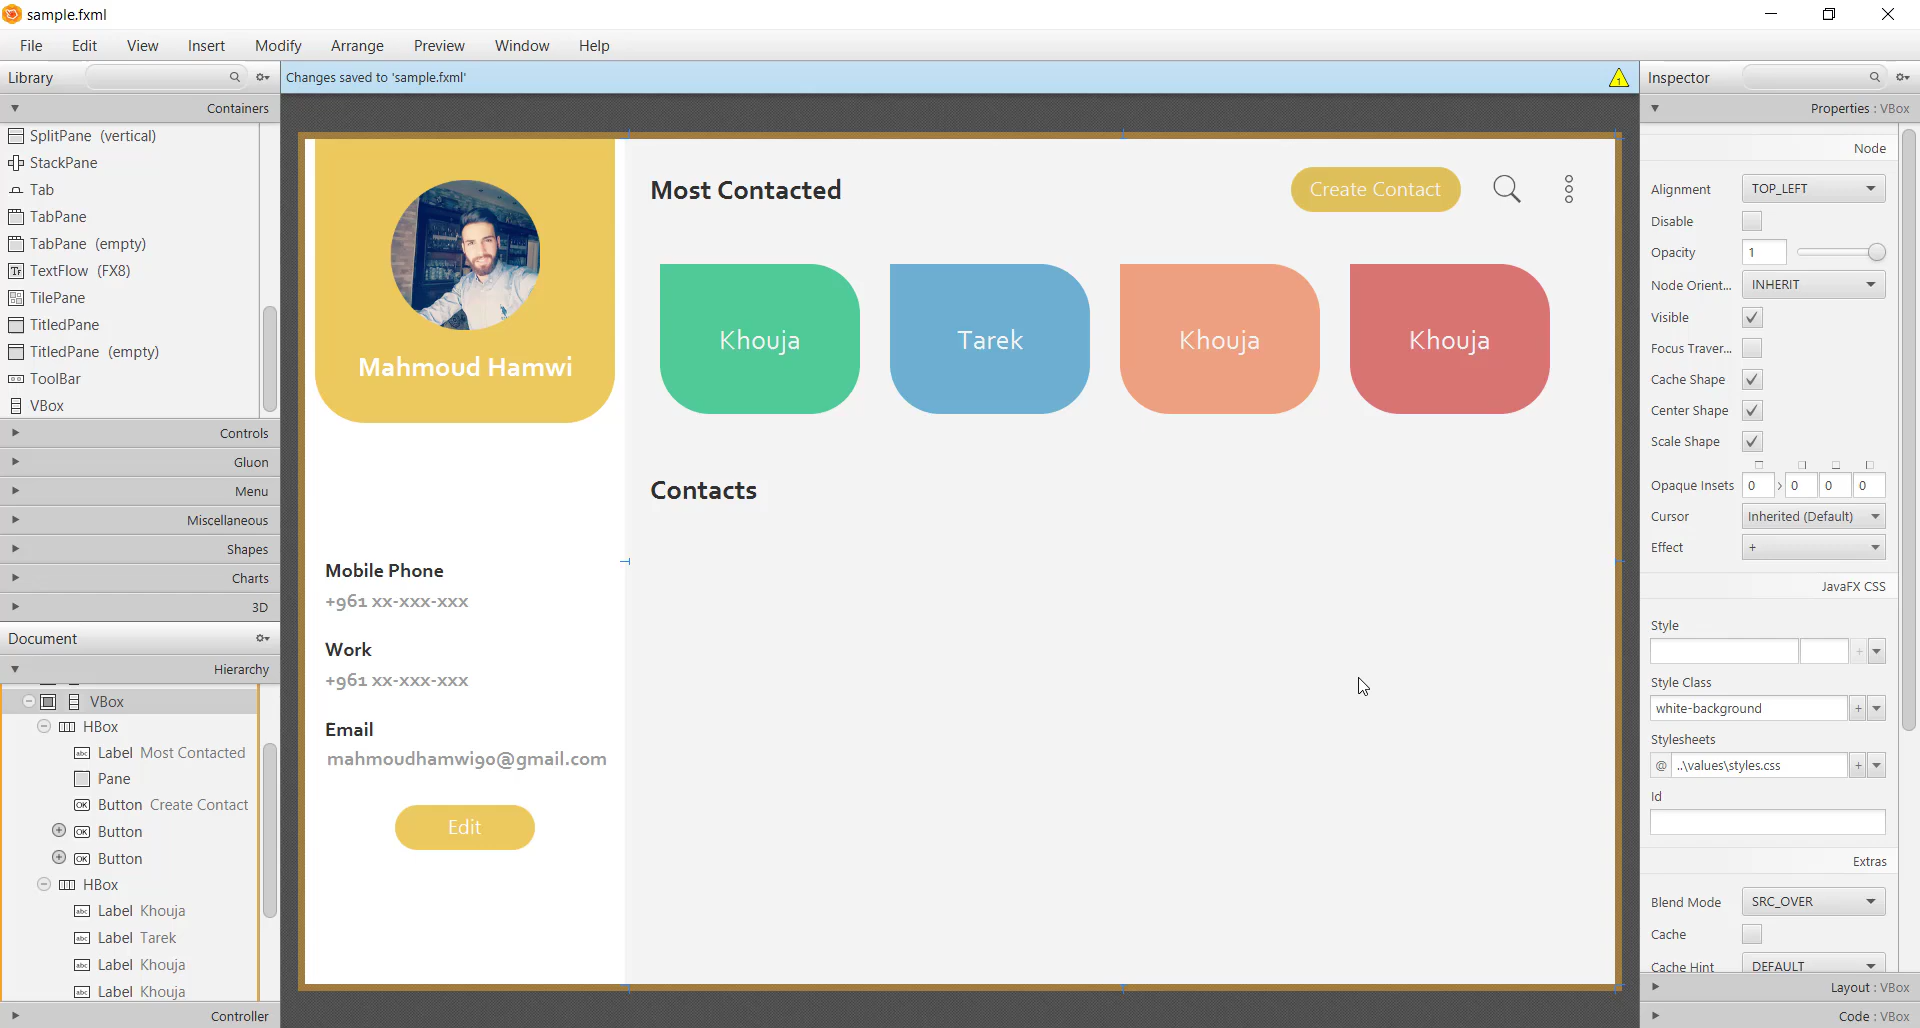 sample.fxml
File Edit View Insert Modify Arrange Preview Window Help
Library
Containers
SplitPane (vertical)
StackPane
Tab
TabPane
TabPane (empty)
TextFlow (FX8)
TilePane
TitledPane
TitledPane (empty)
ToolBar
VBox
Controls
Gluon
Menu
Miscellaneous
Shapes
Charts
3D
Document
Hierarchy
VBox
HBox
Label Most Contacted
Pane
Button Create Contact
Button
Button
HBox
Label Khouja
Label Tarek
Label Khouja
Label Khouja
Controller
Changes saved to 'sample.fxml'
Mahmoud Hamwi
Mobile Phone
+961 xx-xxx-xxx
Work
+961 xx-xxx-xxx
Email
mahmoudhamwi90@gmail.com
Edit
Most Contacted
Create Contact
Khouja Tarek Khouja Khouja
Contacts
Inspector
Properties : VBox
Node
Alignment TOP_LEFT
Disable
Opacity 1
Node Orient... INHERIT
Visible
Focus Traver...
Cache Shape
Center Shape
Scale Shape
Opaque Insets 0 > 0 0 0
Cursor Inherited (Default)
Effect +
JavaFX CSS
Style
+
Style Class
white-background +
Stylesheets
@ ..\values\styles.css +
Id
Extras
Blend Mode SRC_OVER
Cache
Cache Hint DEFAULT
Layout : VBox
Code : VBox